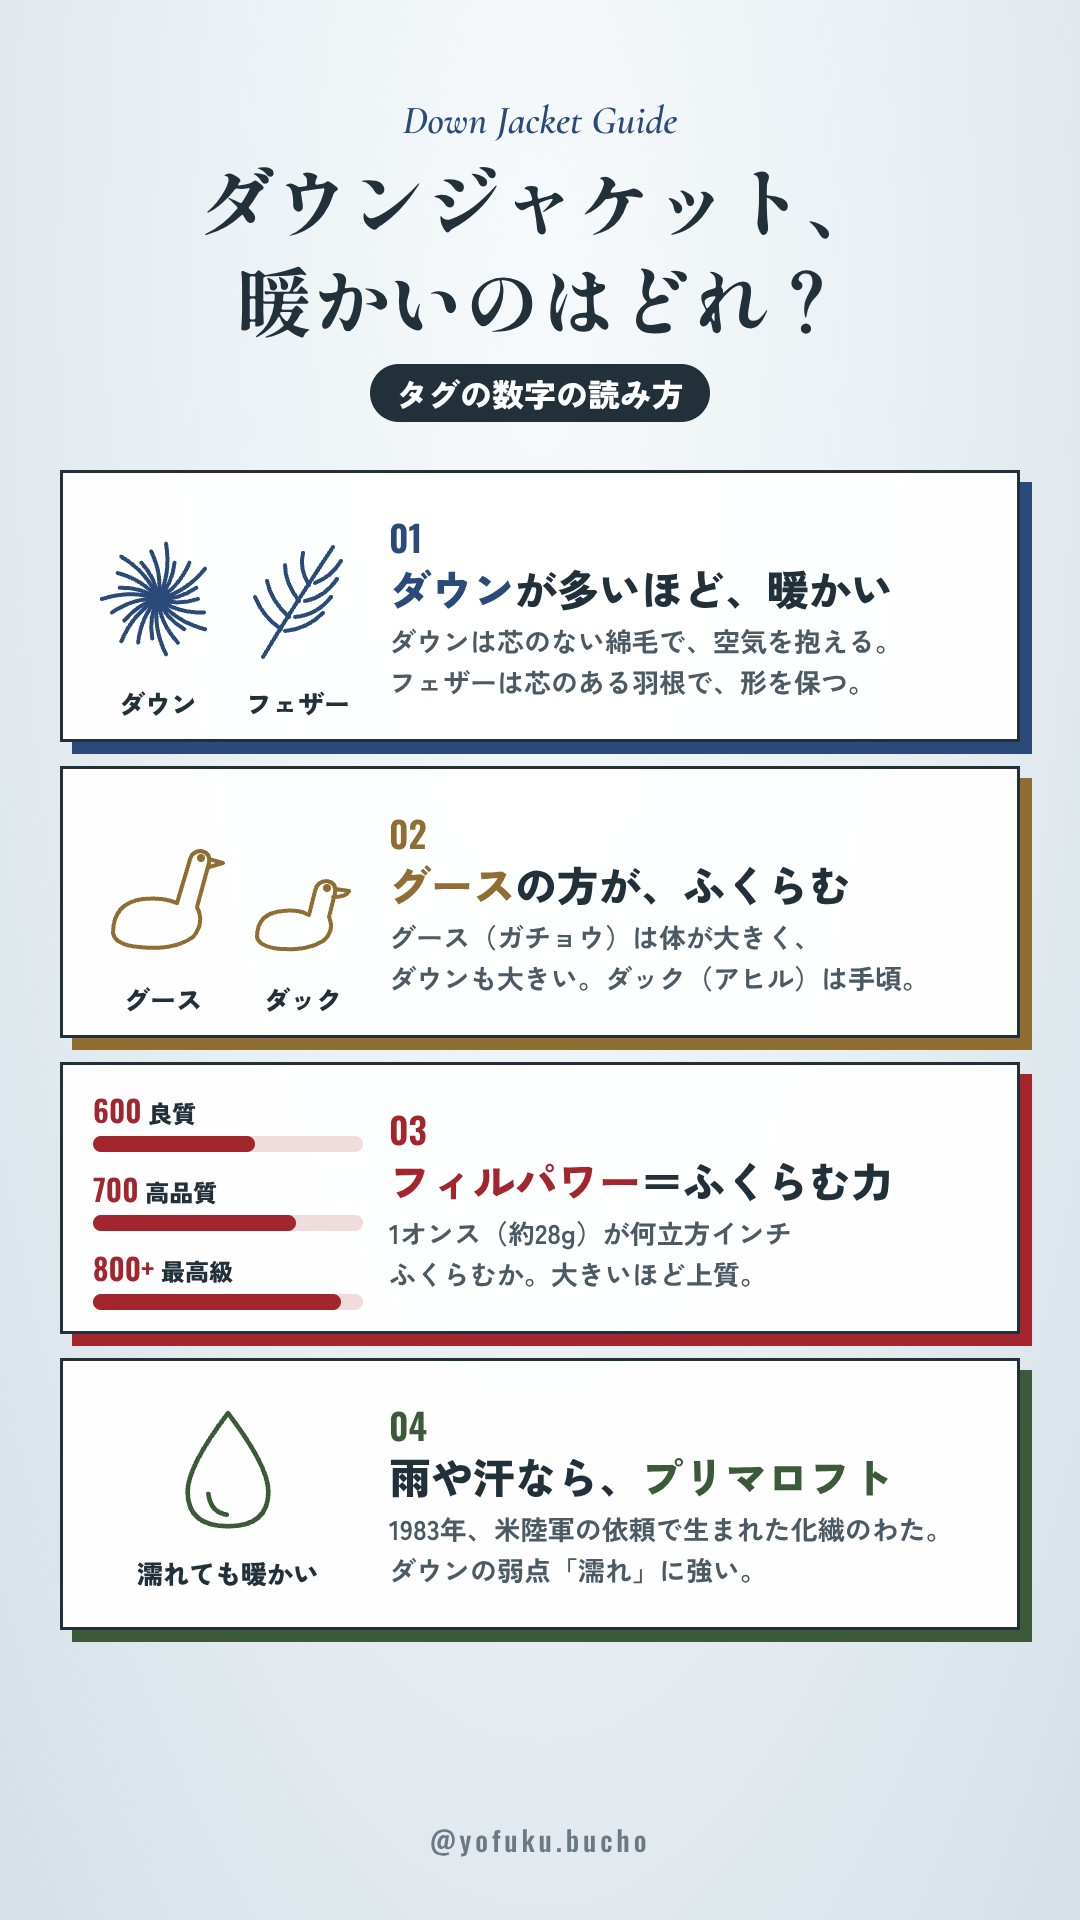 Down Jacket Guide
ダウンジャケット、
暖かいのはどれ？
タグの数字の読み方
01
ダウンが多いほど、暖かい
ダウンは芯のない綿毛で、空気を抱える。
フェザーは芯のある羽根で、形を保つ。
ダウン
フェザー
02
グースの方が、ふくらむ
グース（ガチョウ）は体が大きく、
ダウンも大きい。ダック（アヒル）は手頃。
グース
ダック
600 良質
700 高品質
800+ 最高級
03
フィルパワー＝ふくらむ力
1オンス（約28g）が何立方インチ
ふくらむか。大きいほど上質。
04
雨や汗なら、プリマロフト
1983年、米陸軍の依頼で生まれた化繊のわた。
ダウンの弱点「濡れ」に強い。
濡れても暖かい
@yofuku.bucho